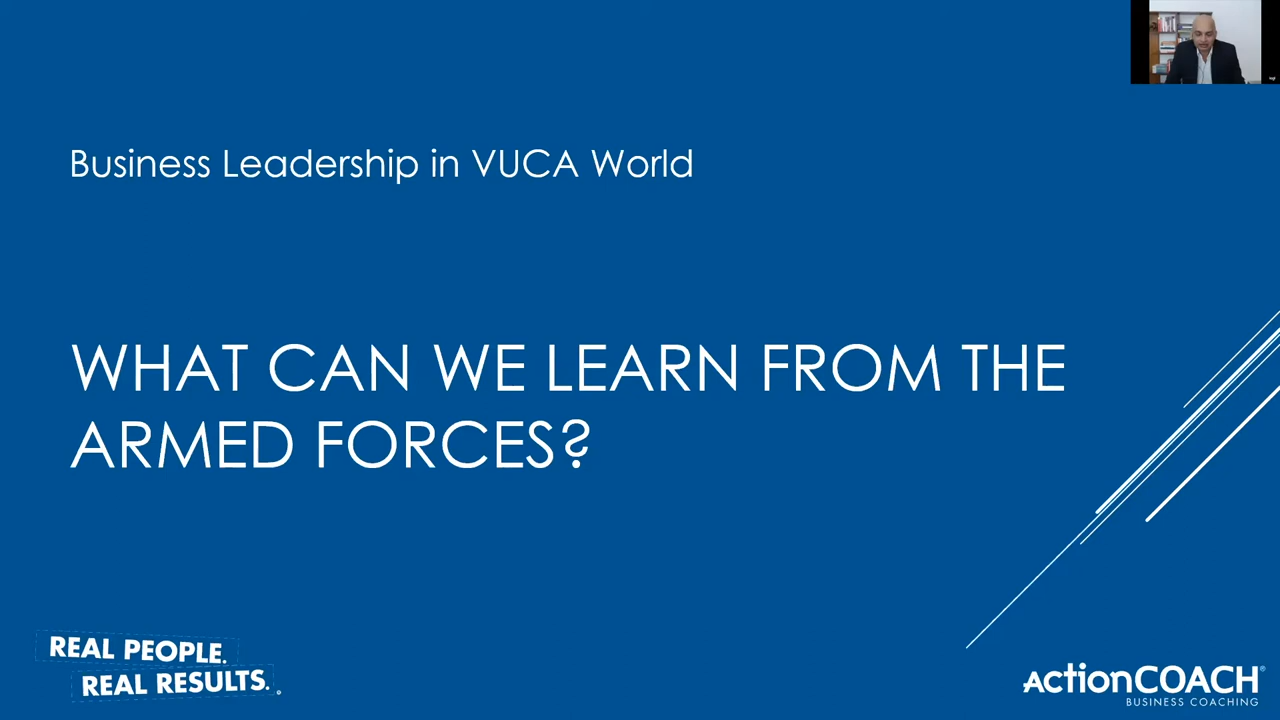 Business Leadership in VUCA World
WHAT CAN WE LEARN FROM THE
ARMED FORCES?
REAL PEOPLE.
REAL RESULTS.
ActionCOACH®
BUSINESS COACHING